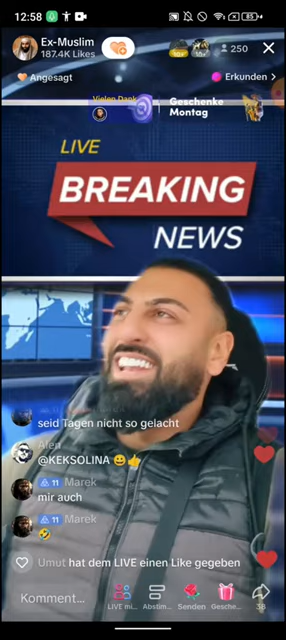 12:58
85
Ex-Muslim
187.4K Likes
250
Angesagt
Erkunden >
Vielen Dank
Geschenke
Montag
LIVE
BREAKING
NEWS
seid Tagen nicht so gelacht
Alen
@KEKSOLINA 😀👍
11 Marek
mir auch
11 Marek
🤣
Umut hat dem LIVE einen Like gegeben
Komment...
LIVE mi...
Abstim...
Senden
Gesche...
38